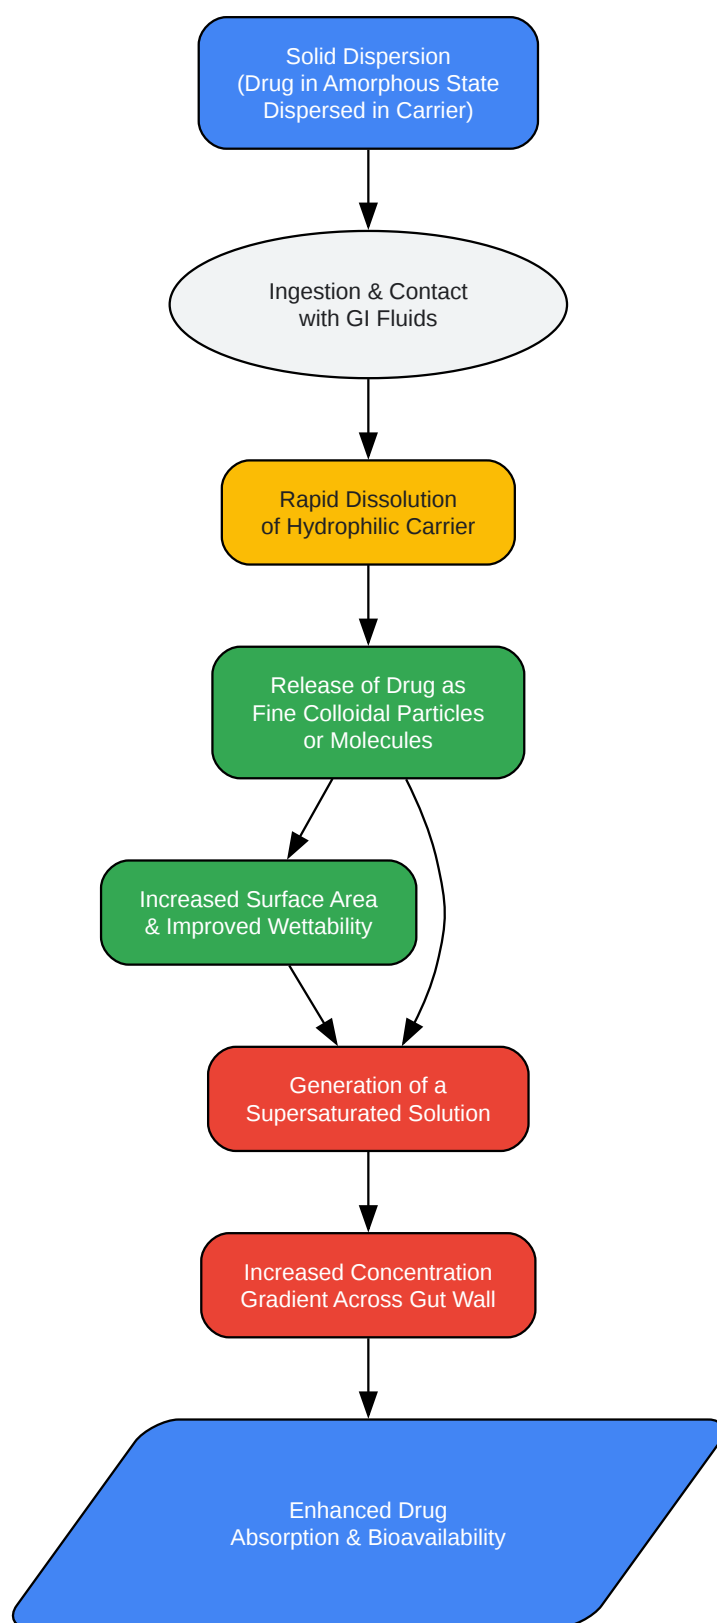 Solid Dispersion
(Drug in Amorphous State
Dispersed in Carrier)
Ingestion & Contact
with GI Fluids
Rapid Dissolution
of Hydrophilic Carrier
Release of Drug as
Fine Colloidal Particles
or Molecules
Increased Surface Area
& Improved Wettability
Generation of a
Supersaturated Solution
Increased Concentration
Gradient Across Gut Wall
Enhanced Drug
Absorption & Bioavailability